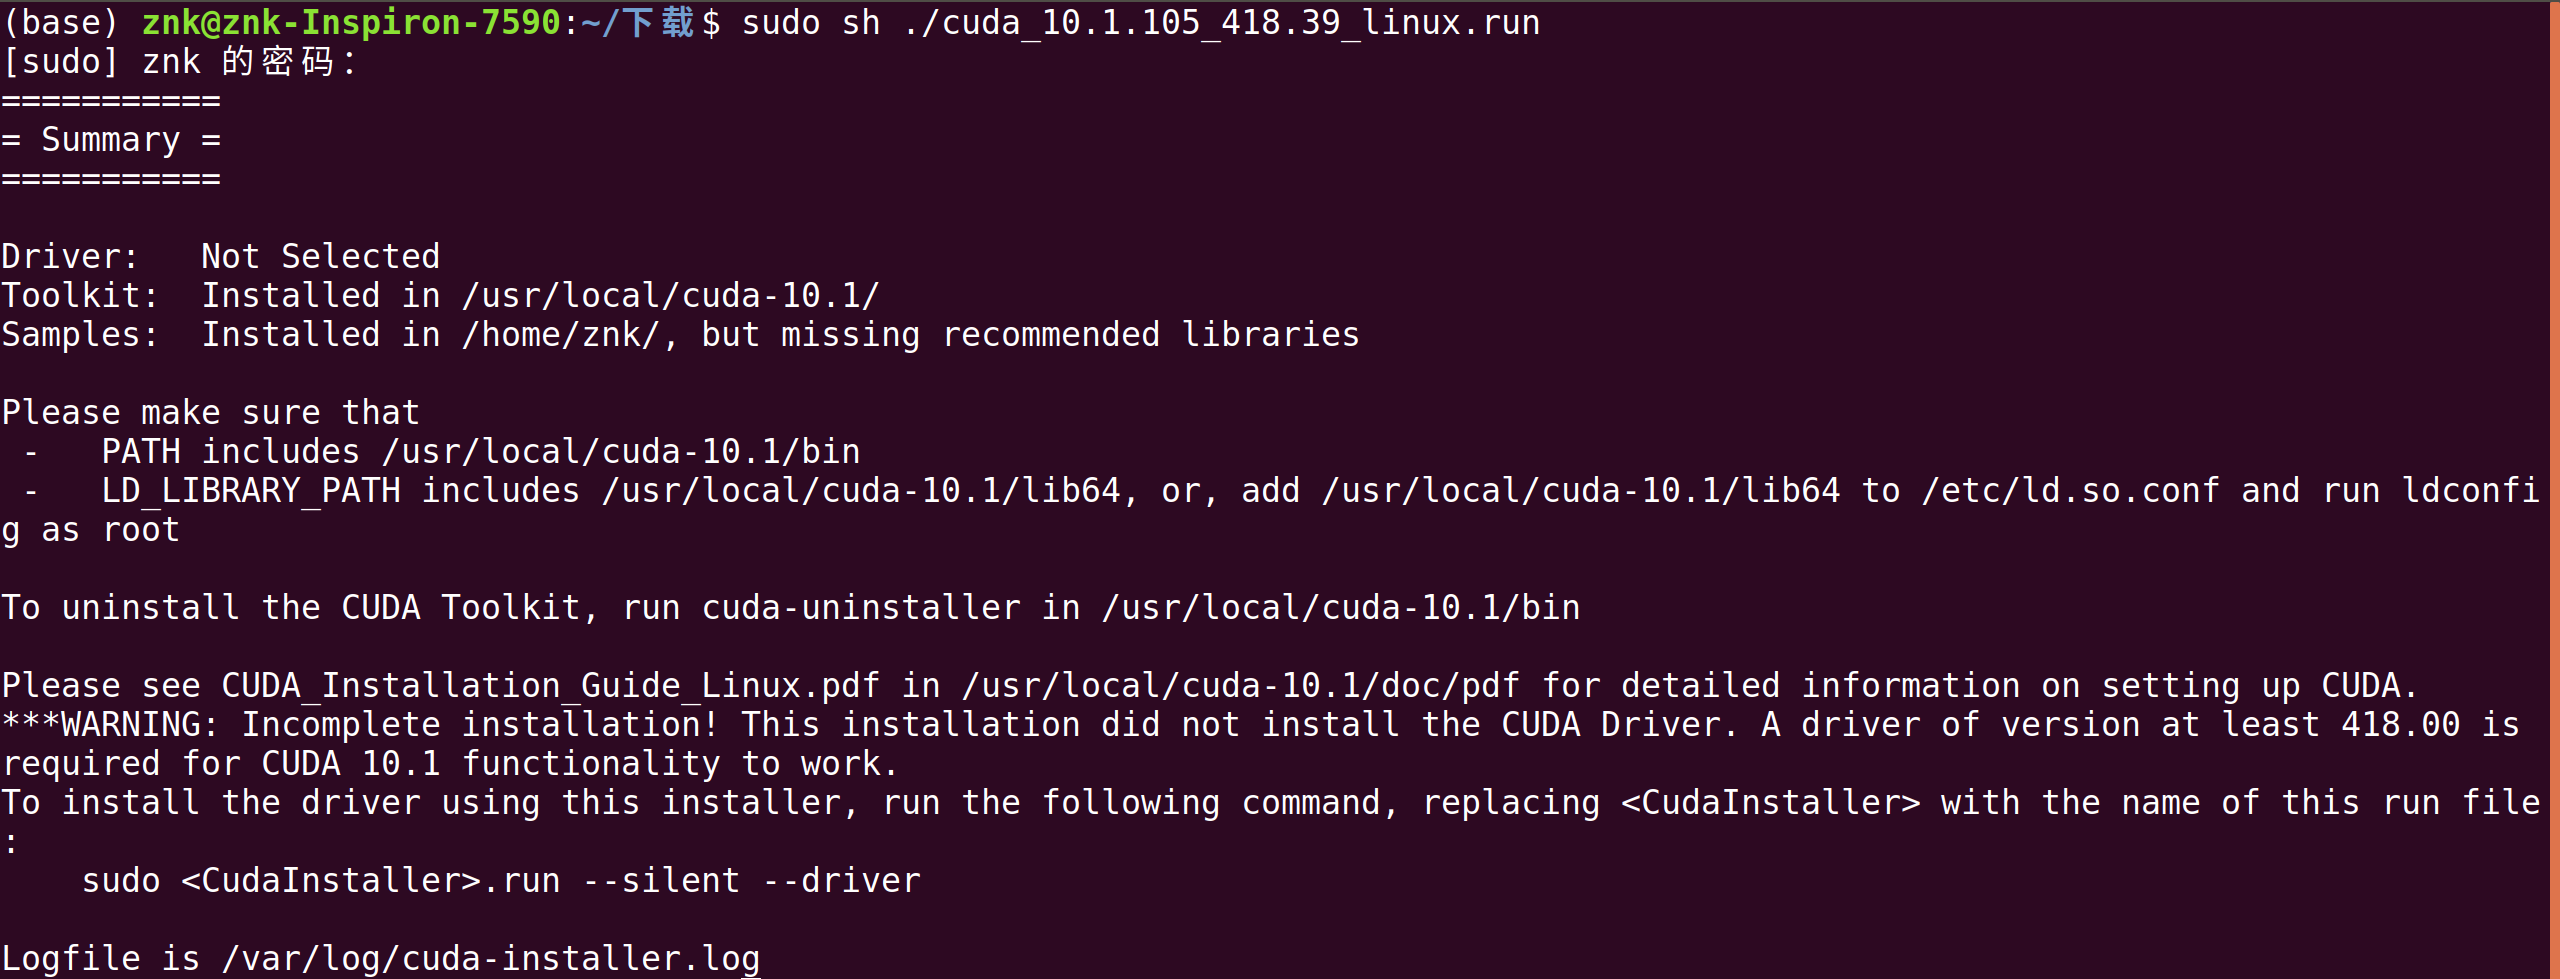 (base) znk@znk-Inspiron-7590:~/下载$ sudo sh ./cuda_10.1.105_418.39_linux.run
[sudo] znk 的密码：
===========
= Summary =
===========
Driver:   Not Selected
Toolkit:  Installed in /usr/local/cuda-10.1/
Samples:  Installed in /home/znk/, but missing recommended libraries
Please make sure that
 -   PATH includes /usr/local/cuda-10.1/bin
 -   LD_LIBRARY_PATH includes /usr/local/cuda-10.1/lib64, or, add /usr/local/cuda-10.1/lib64 to /etc/ld.so.conf and run ldconfi
g as root
To uninstall the CUDA Toolkit, run cuda-uninstaller in /usr/local/cuda-10.1/bin
Please see CUDA_Installation_Guide_Linux.pdf in /usr/local/cuda-10.1/doc/pdf for detailed information on setting up CUDA.
***WARNING: Incomplete installation! This installation did not install the CUDA Driver. A driver of version at least 418.00 is
required for CUDA 10.1 functionality to work.
To install the driver using this installer, run the following command, replacing <CudaInstaller> with the name of this run file
:
    sudo <CudaInstaller>.run --silent --driver
Logfile is /var/log/cuda-installer.log